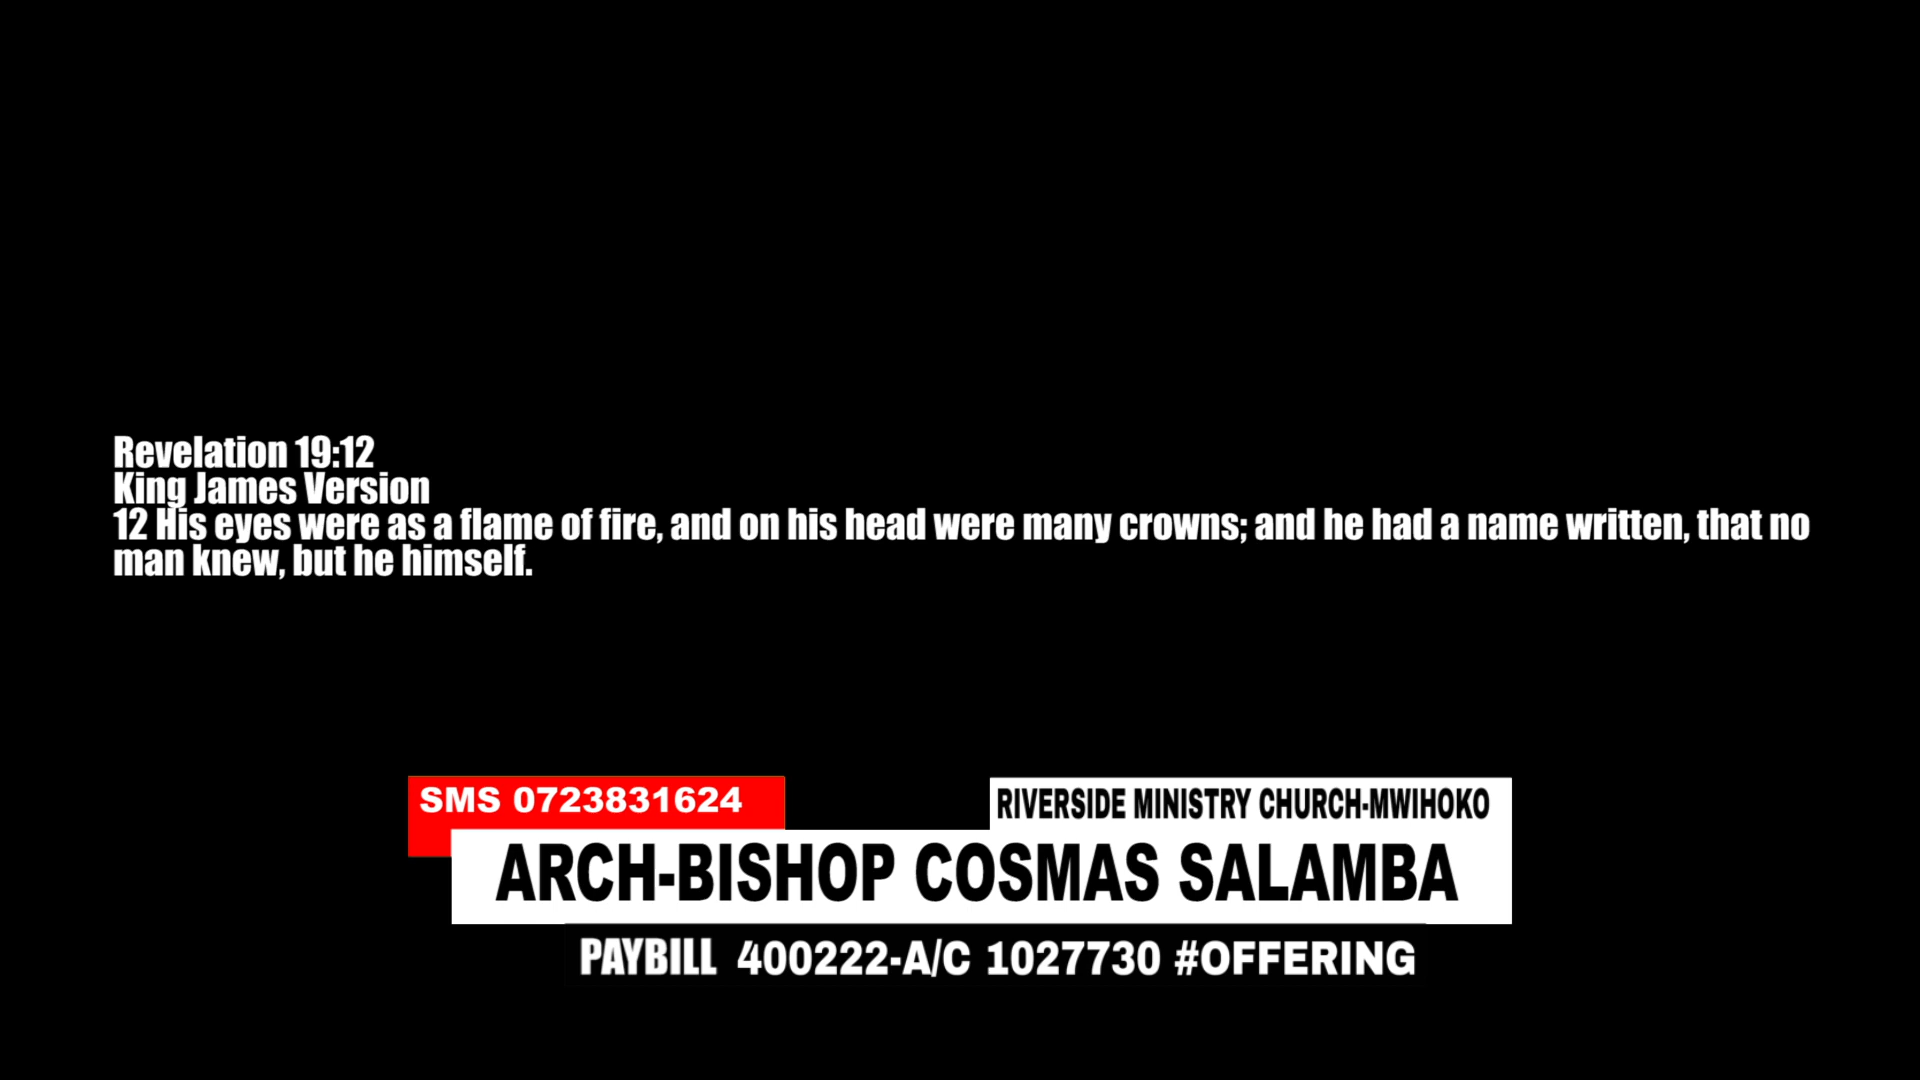 Revelation 19:12
King James Version
12 His eyes were as a flame of fire, and on his head were many crowns; and he had a name written, that no
man knew, but he himself.
SMS 0723831624
RIVERSIDE MINISTRY CHURCH-MWIHOKO
ARCH-BISHOP COSMAS SALAMBA
PAYBILL 400222-A/C 1027730 #OFFERING